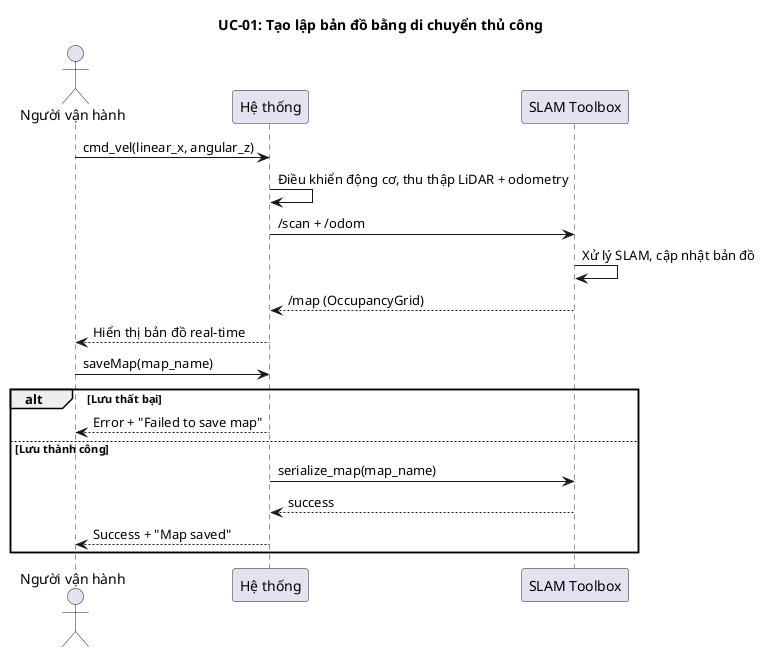 UC-01: Tạo lập bản đồ bằng di chuyển thủ công
Người vận hành
Hệ thống
SLAM Toolbox
cmd_vel(linear_x, angular_z)
Điều khiển động cơ, thu thập LiDAR + odometry
/scan + /odom
Xử lý SLAM, cập nhật bản đồ
/map (OccupancyGrid)
Hiển thị bản đồ real-time
saveMap(map_name)
alt
[Lưu thất bại]
Error + "Failed to save map"
[Lưu thành công]
serialize_map(map_name)
success
Success + "Map saved"
Người vận hành
Hệ thống
SLAM Toolbox